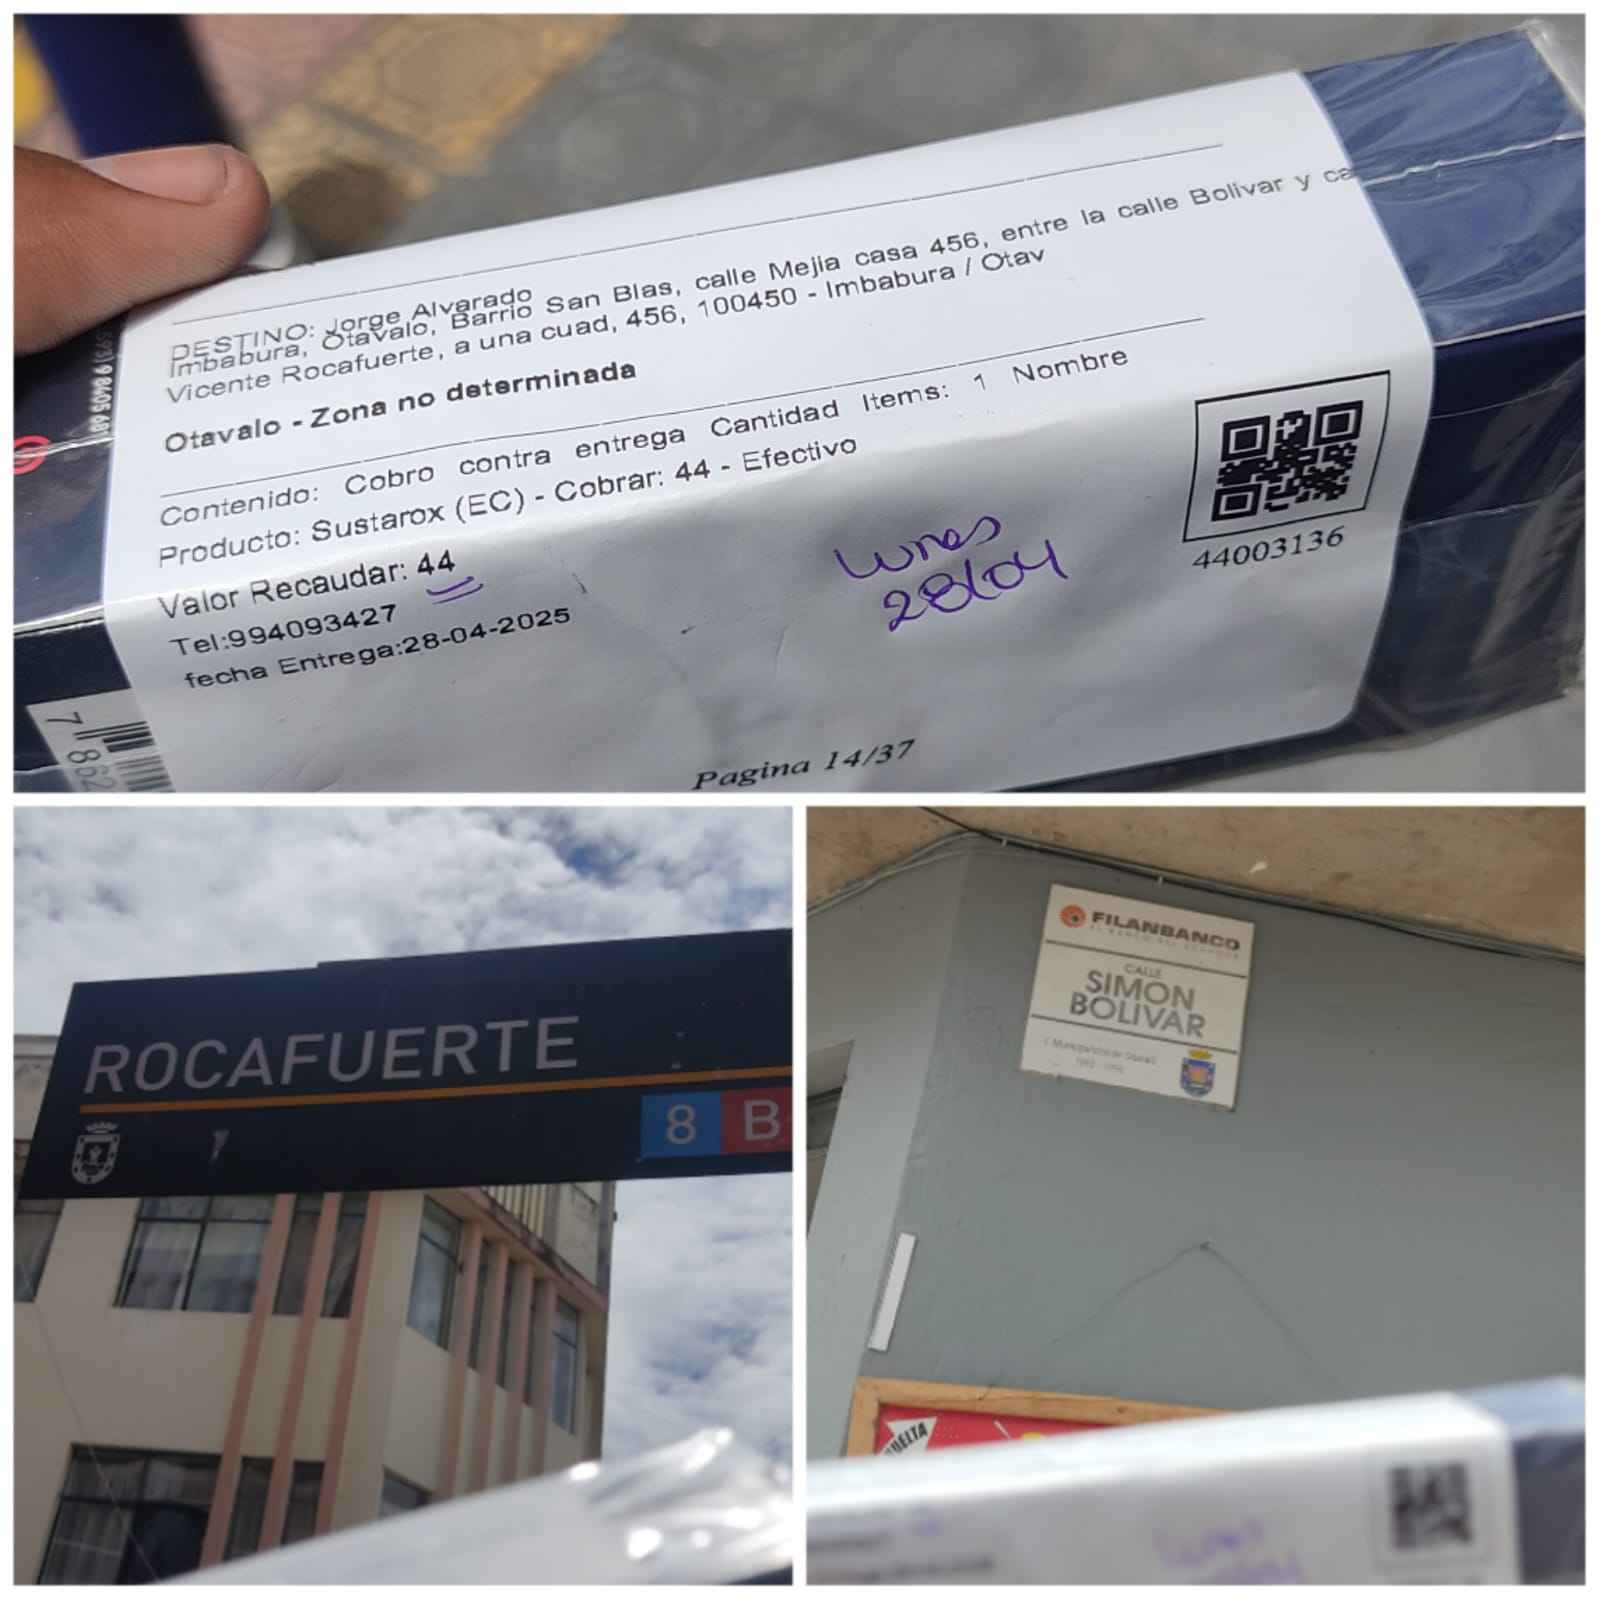 DESTINO: Jorge Alvarado
Imbabura, Otavalo, Barrio San Blas, calle Mejia casa 456, entre la calle Bolivar y ca
Vicente Rocafuerte, a una cuad, 456, 100450 - Imbabura / Otav
Otavalo - Zona no determinada
Contenido: Cobro contra entrega Cantidad Items: 1 Nombre
Producto: Sustarox (EC) - Cobrar: 44 - Efectivo
Valor Recaudar: 44
Tel:994093427
fecha Entrega:28-04-2025
Lunes
28/04
44003136
Pagina 14/37
7 862
ROCAFUERTE
8 B
FILANBANCO
CALLE
SIMON
BOLIVAR